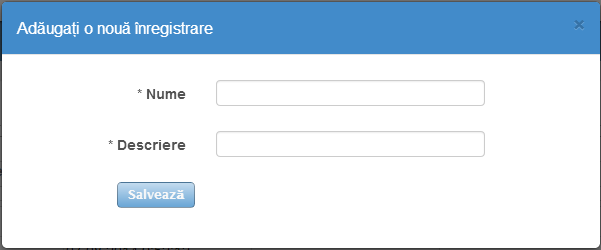 Adăugați o nouă înregistrare
×
* Nume
* Descriere
Salvează